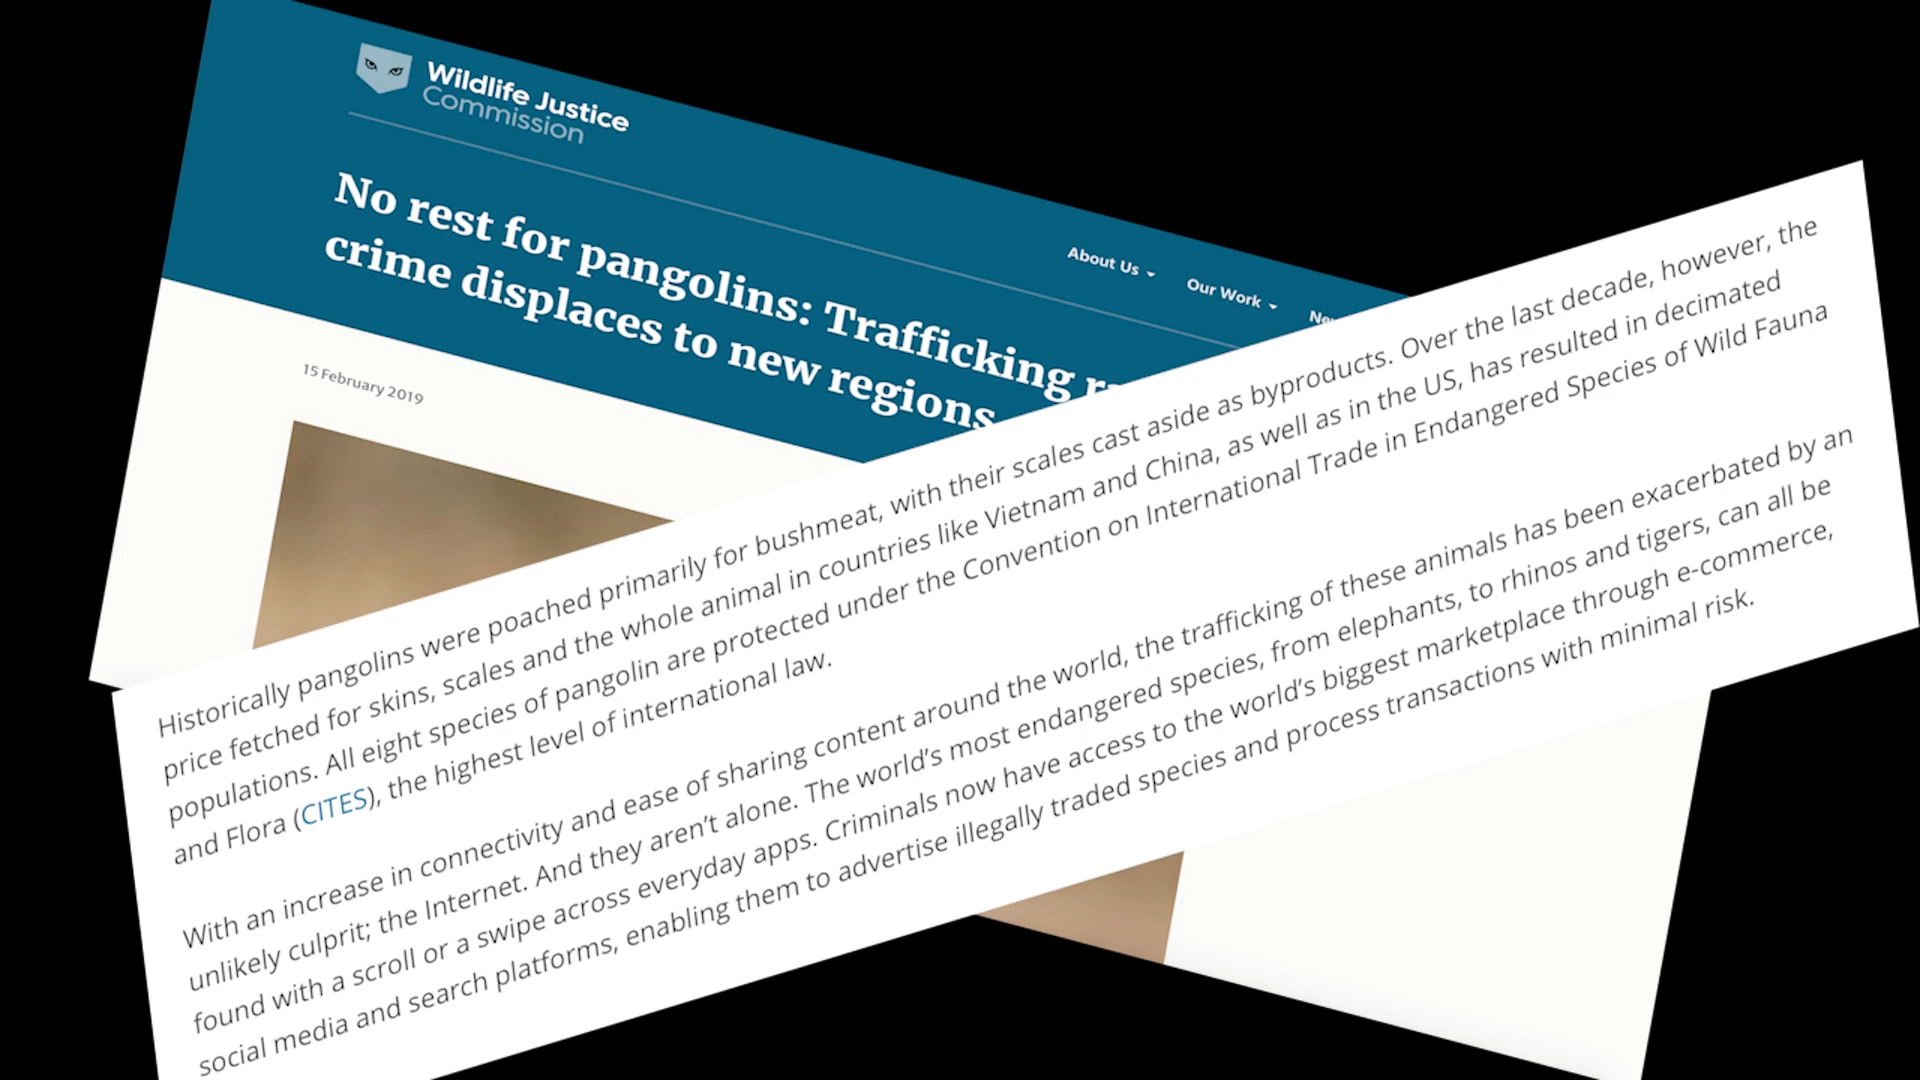 Wildlife Justice
Commission
About Us
Our Work
No rest for pangolins: Trafficking
crime displaces to new regions
15 February 2019
Historically pangolins were poached primarily for bushmeat, with their scales cast aside as byproducts. Over the last decade, however, the
price fetched for skins, scales and the whole animal in countries like Vietnam and China, as well as in the US, has resulted in decimated
populations. All eight species of pangolin are protected under the Convention on International Trade in Endangered Species of Wild Fauna
and Flora (CITES), the highest level of international law.
With an increase in connectivity and ease of sharing content around the world, the trafficking of these animals has been exacerbated by an
unlikely culprit; the Internet. And they aren’t alone. The world’s most endangered species, from elephants, to rhinos and tigers, can all be
found with a scroll or a swipe across everyday apps. Criminals now have access to the world’s biggest marketplace through e-commerce,
social media and search platforms, enabling them to advertise illegally traded species and process transactions with minimal risk.